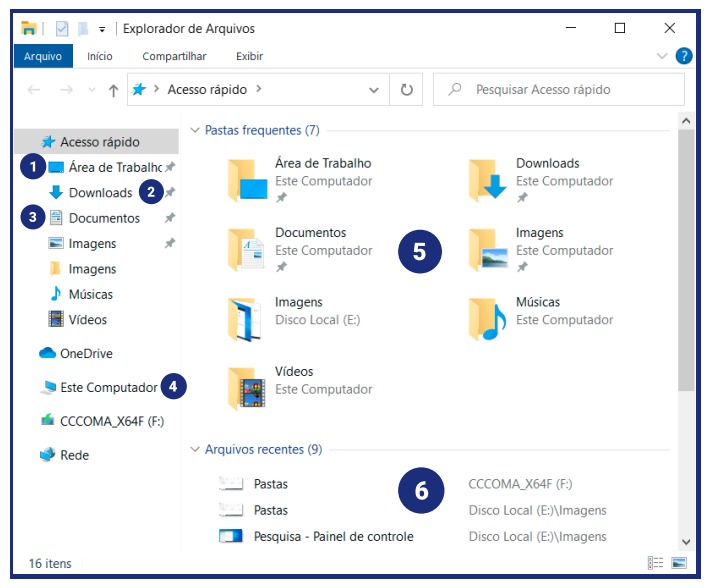 Explorador de Arquivos
Arquivo Início Compartilhar Exibir ?
Acesso rápido
Pesquisar Acesso rápido
Acesso rápido
1 Área de Trabalho
Downloads 2
3 Documentos
Imagens
Imagens
Músicas
Vídeos
OneDrive
Este Computador 4
CCCOMA_X64F (F:)
Rede
Pastas frequentes (7)
Área de Trabalho
Este Computador
Downloads
Este Computador
Documentos
Este Computador
5
Imagens
Este Computador
Imagens
Disco Local (E:)
Músicas
Este Computador
Vídeos
Este Computador
Arquivos recentes (9)
Pastas CCCOMA_X64F (F:)
6
Pastas Disco Local (E:)\Imagens
Pesquisa - Painel de controle Disco Local (E:)\Imagens
16 itens